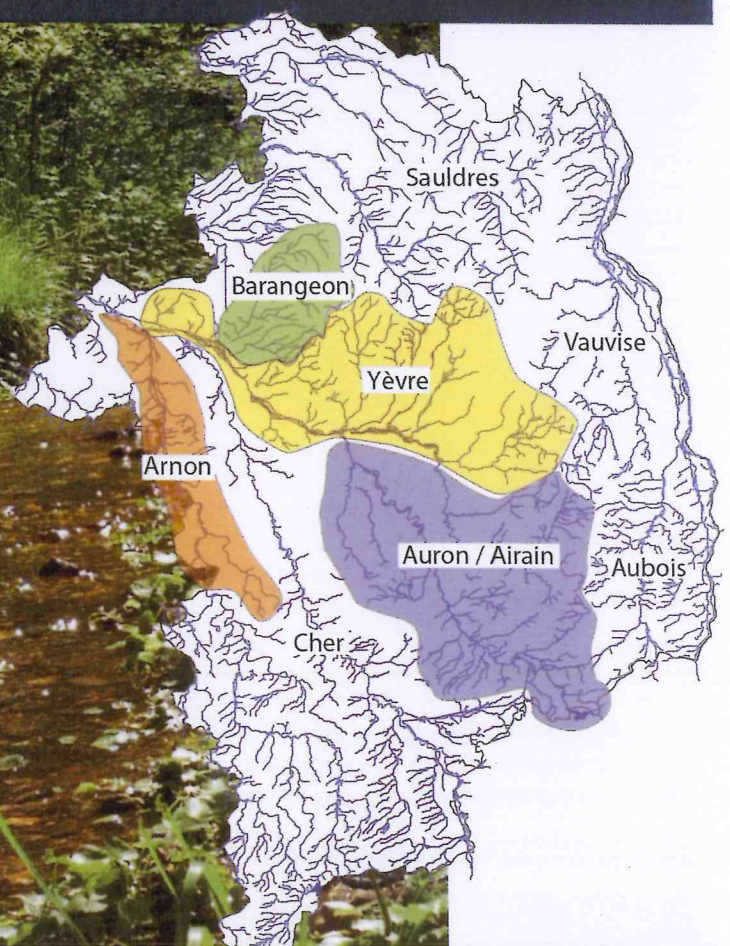 Sauldres
Barangeon
Vauvise
Yèvre
Arnon
Auron / Airain
Aubois
Cher